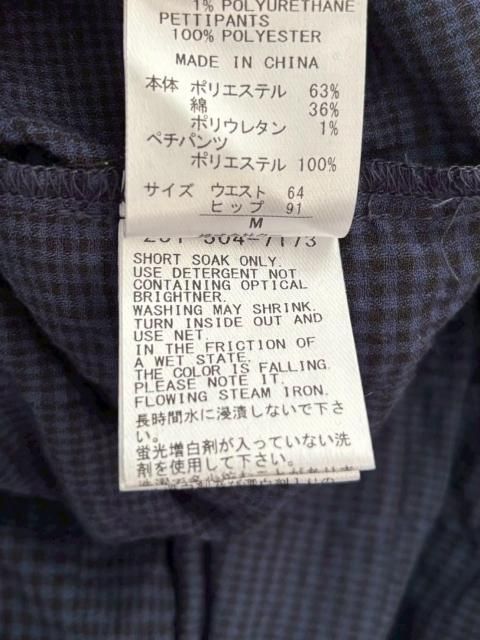 1% POLYURETHANE
PETTIPANTS
100% POLYESTER
MADE IN CHINA
本体 ポリエステル 63%
綿 36%
ポリウレタン 1%
ペチパンツ
ポリエステル 100%
サイズ ウエスト 64
ヒップ 91
M
261-304-7173
SHORT SOAK ONLY.
USE DETERGENT NOT
CONTAINING OPTICAL
BRIGHTNER.
WASHING MAY SHRINK.
TURN INSIDE OUT AND
USE NET.
IN THE FRICTION OF
A WET STATE.
THE COLOR IS FALLING.
PLEASE NOTE IT.
FLOWING STEAM IRON.
長時間水に浸漬しないで下さ
い。
蛍光増白剤が入っていない洗
剤を使用して下さい。